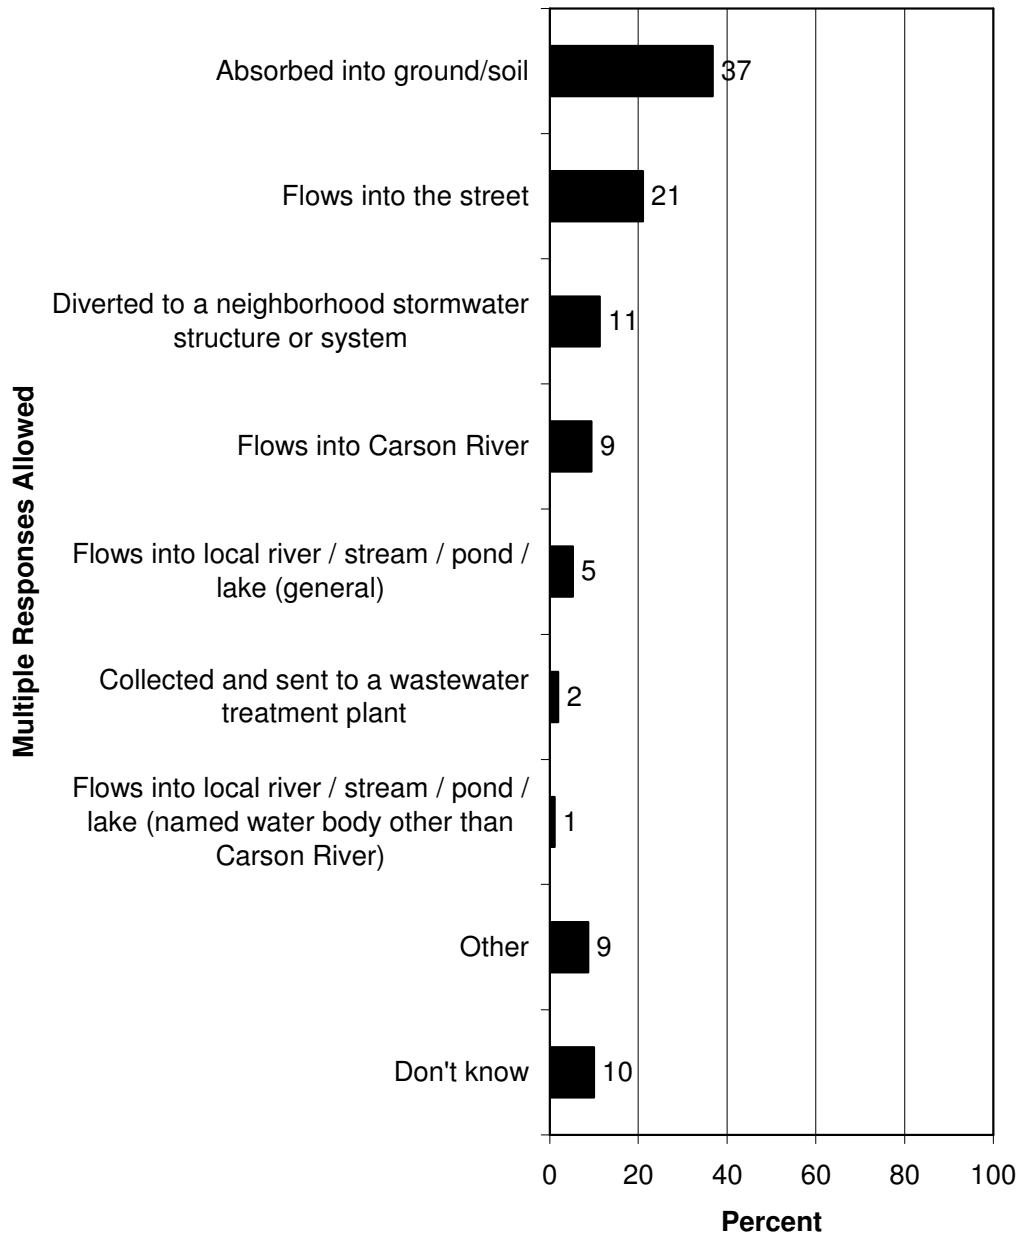 Multiple Responses Allowed
Absorbed into ground/soil
37
Flows into the street
21
Diverted to a neighborhood stormwater
structure or system
11
Flows into Carson River
9
Flows into local river / stream / pond /
lake (general)
5
Collected and sent to a wastewater
treatment plant
2
Flows into local river / stream / pond /
lake (named water body other than
Carson River)
1
Other
9
Don't know
10
0 20 40 60 80 100
Percent